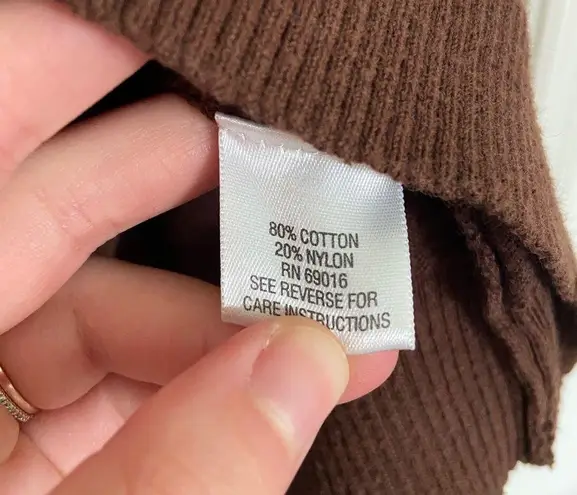 80% COTTON
20% NYLON
RN 69016
SEE REVERSE FOR
CARE INSTRUCTIONS